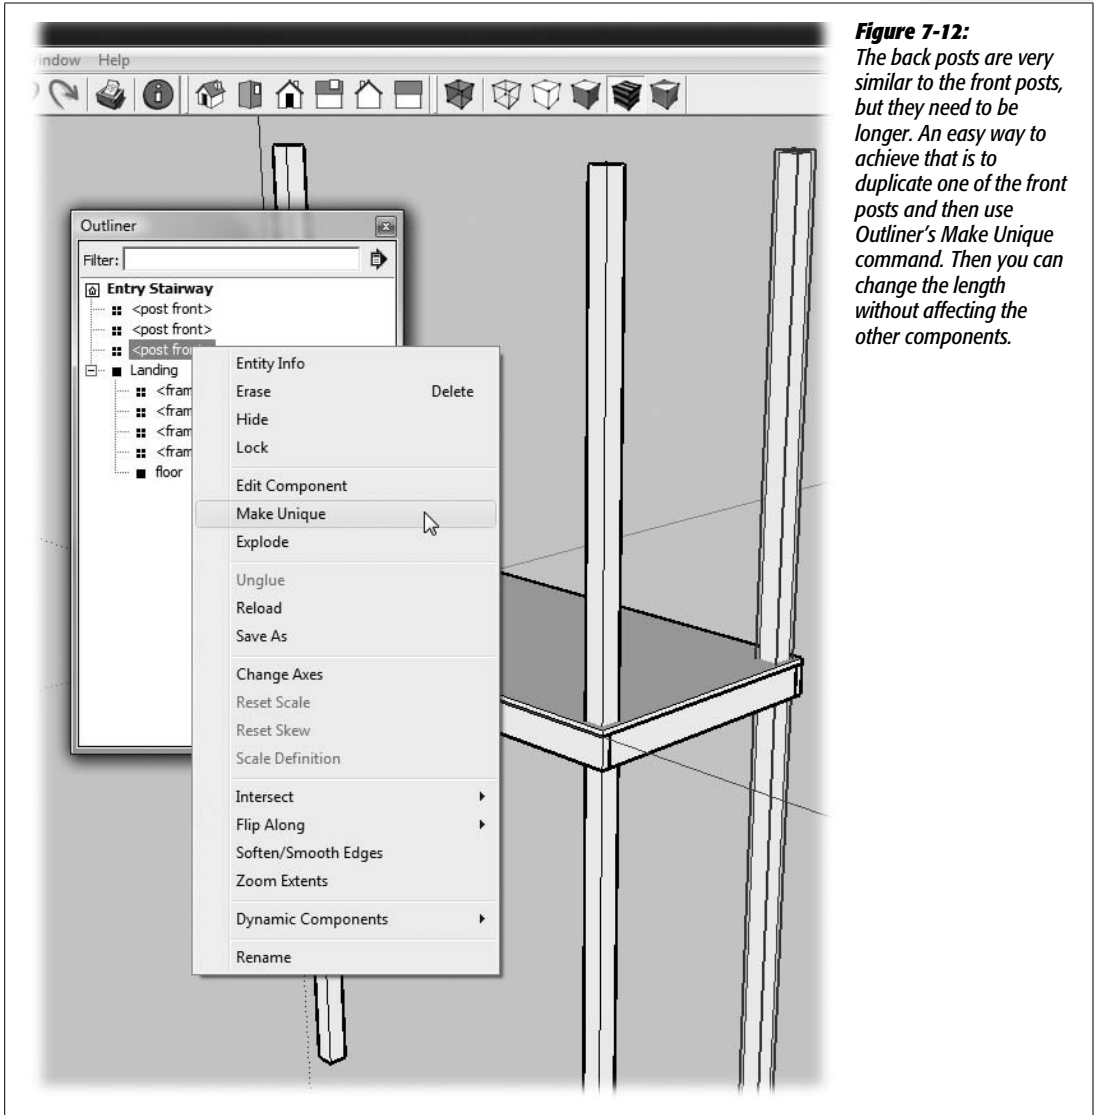 Window Help
Outliner
Filter:
Entry Stairway
<post front>
<post front>
<post fro
Landing
<fram
<fram
<fram
<fram
floor
Entity Info
Erase Delete
Hide
Lock
Edit Component
Make Unique
Explode
Unglue
Reload
Save As
Change Axes
Reset Scale
Reset Skew
Scale Definition
Intersect
Flip Along
Soften/Smooth Edges
Zoom Extents
Dynamic Components
Rename
Figure 7-12:
The back posts are very
similar to the front posts,
but they need to be
longer. An easy way to
achieve that is to
duplicate one of the front
posts and then use
Outliner's Make Unique
command. Then you can
change the length
without affecting the
other components.